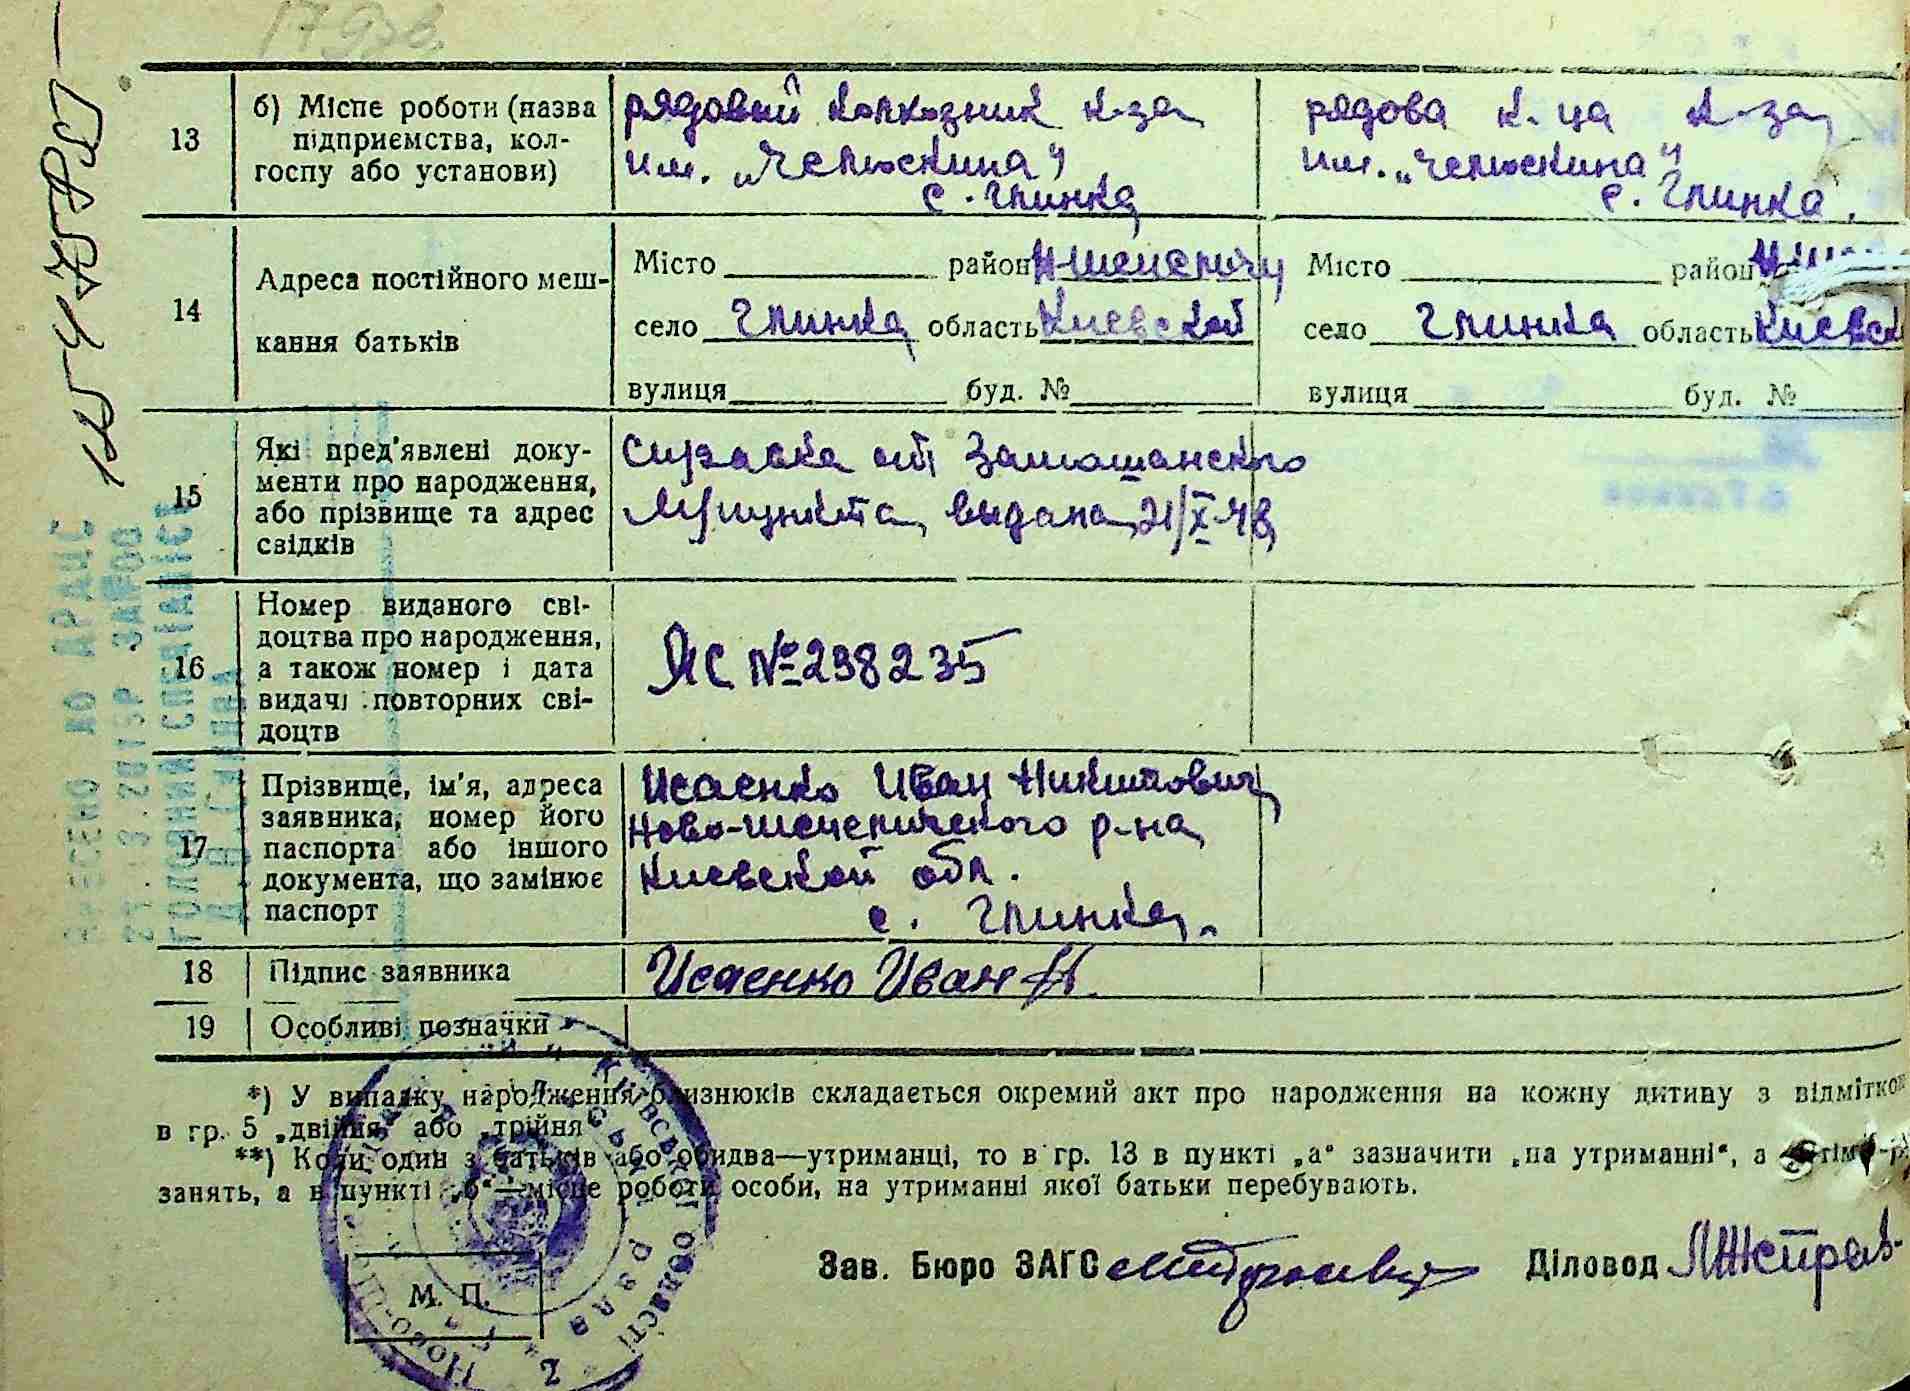 13
б) Місце роботи (назва
підприємства, кол-
госпу або установи)
рядовый колхозник к-за
им. „Челюскина"
с. Глинка
рядова к-ца к-за
им. „Челюскина"
с. Глинка.
14
Адреса постійного меш-
кання батьків
Місто район
село Глинка область Киевской
вулиця буд. №
Місто район
село Глинка область Киевск
вулиця буд. №
15
Які пред'явлені доку-
менти про народження,
або прізвище та адрес
свідків
Справка от
выдана 21/X-48
16
Номер виданого сві-
доцтва про народження,
а також номер і дата
видачі повторних сві-
доцтв
ЯС №298235
17
Прізвище, ім'я, адреса
заявника, номер його
паспорта або іншого
документа, що замінює
паспорт
Исаенко Иван Никитович
Ново-Шепеличского р-на
Киевской обл.
с. Глинка.
18
Підпис заявника
Исаенко Иван Н.
19
Особливі позначки
*) У випадку народження близнюків складається окремий акт про народження на кожну дитину з відміткою
в гр. 5 „двійня" або „трійня"
**) Коли один з батьків або обидва—утриманці, то в гр. 13 в пункті „а" зазначити „на утриманні", а
занять, а в пункті „б"—місце роботи особи, на утриманні якої батьки перебувають.
Зав. Бюро ЗАГС
Діловод
М. П.